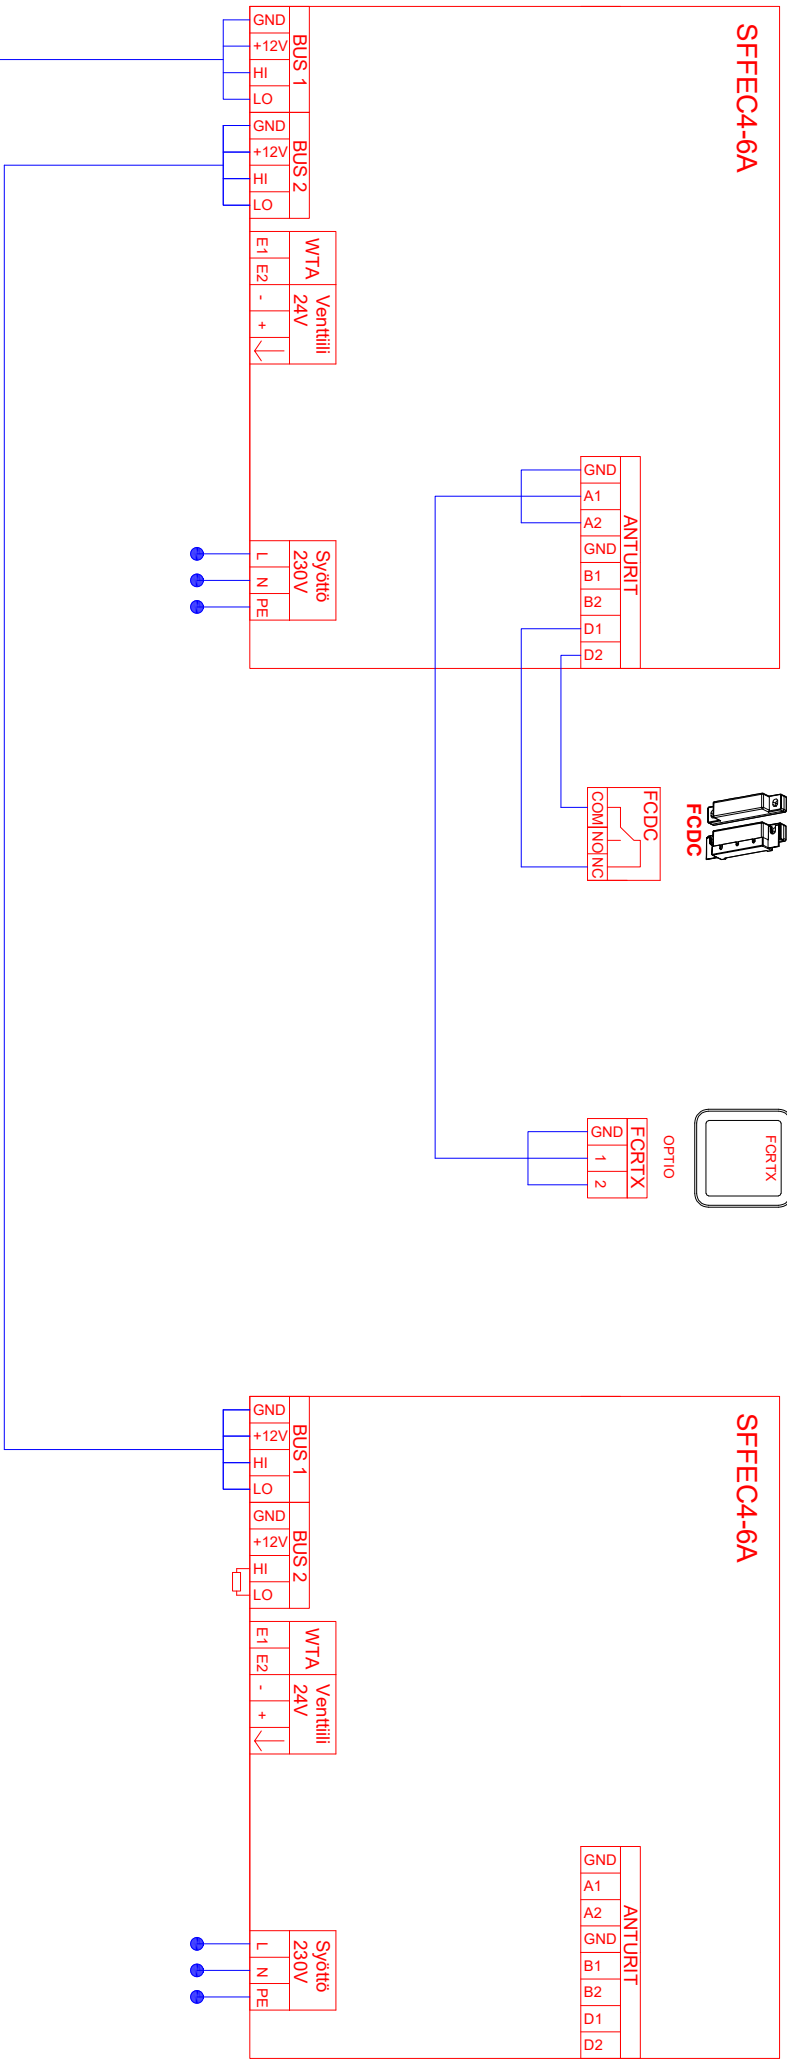 SFFEC4-6A
BUS 1
GND
+12V
HI
LO
BUS 2
GND
+12V
HI
LO
WTA
E1
E2
Venttiili
24V
-
+
ANTURIT
GND
A1
A2
GND
B1
B2
D1
D2
Syöttö
230V
L
N
PE
FCDC
COM
NO
NC
FCDC
FCRTX
GND
1
2
OPTIO
FCRTX
SFFEC4-6A
BUS 1
GND
+12V
HI
LO
BUS 2
GND
+12V
HI
LO
WTA
E1
E2
Venttiili
24V
-
+
ANTURIT
GND
A1
A2
GND
B1
B2
D1
D2
Syöttö
230V
L
N
PE